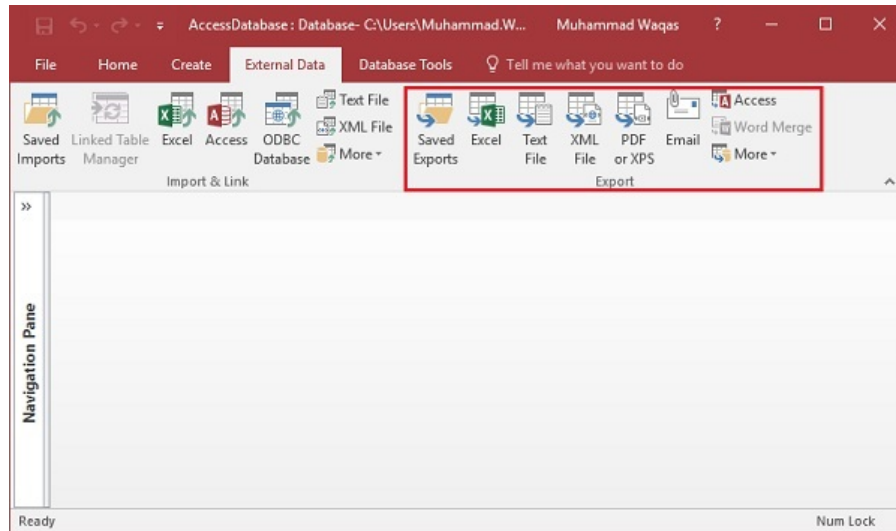 AccessDatabase : Database- C:\Users\Muhammad.W... Muhammad Waqas ?
File Home Create External Data Database Tools Tell me what you want to do
Saved Imports
Linked Table Manager
Excel
Access
ODBC Database
Text File
XML File
More
Import & Link
Saved Exports
Excel
Text File
XML File
PDF or XPS
Email
Access
Word Merge
More
Export
»
Navigation Pane
Ready Num Lock